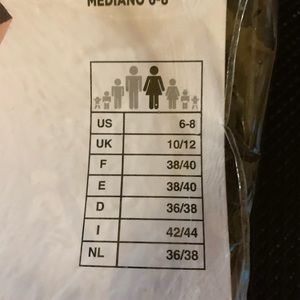 MEDIANO 6-8
US 6-8
UK 10/12
F 38/40
E 38/40
D 36/38
I 42/44
NL 36/38